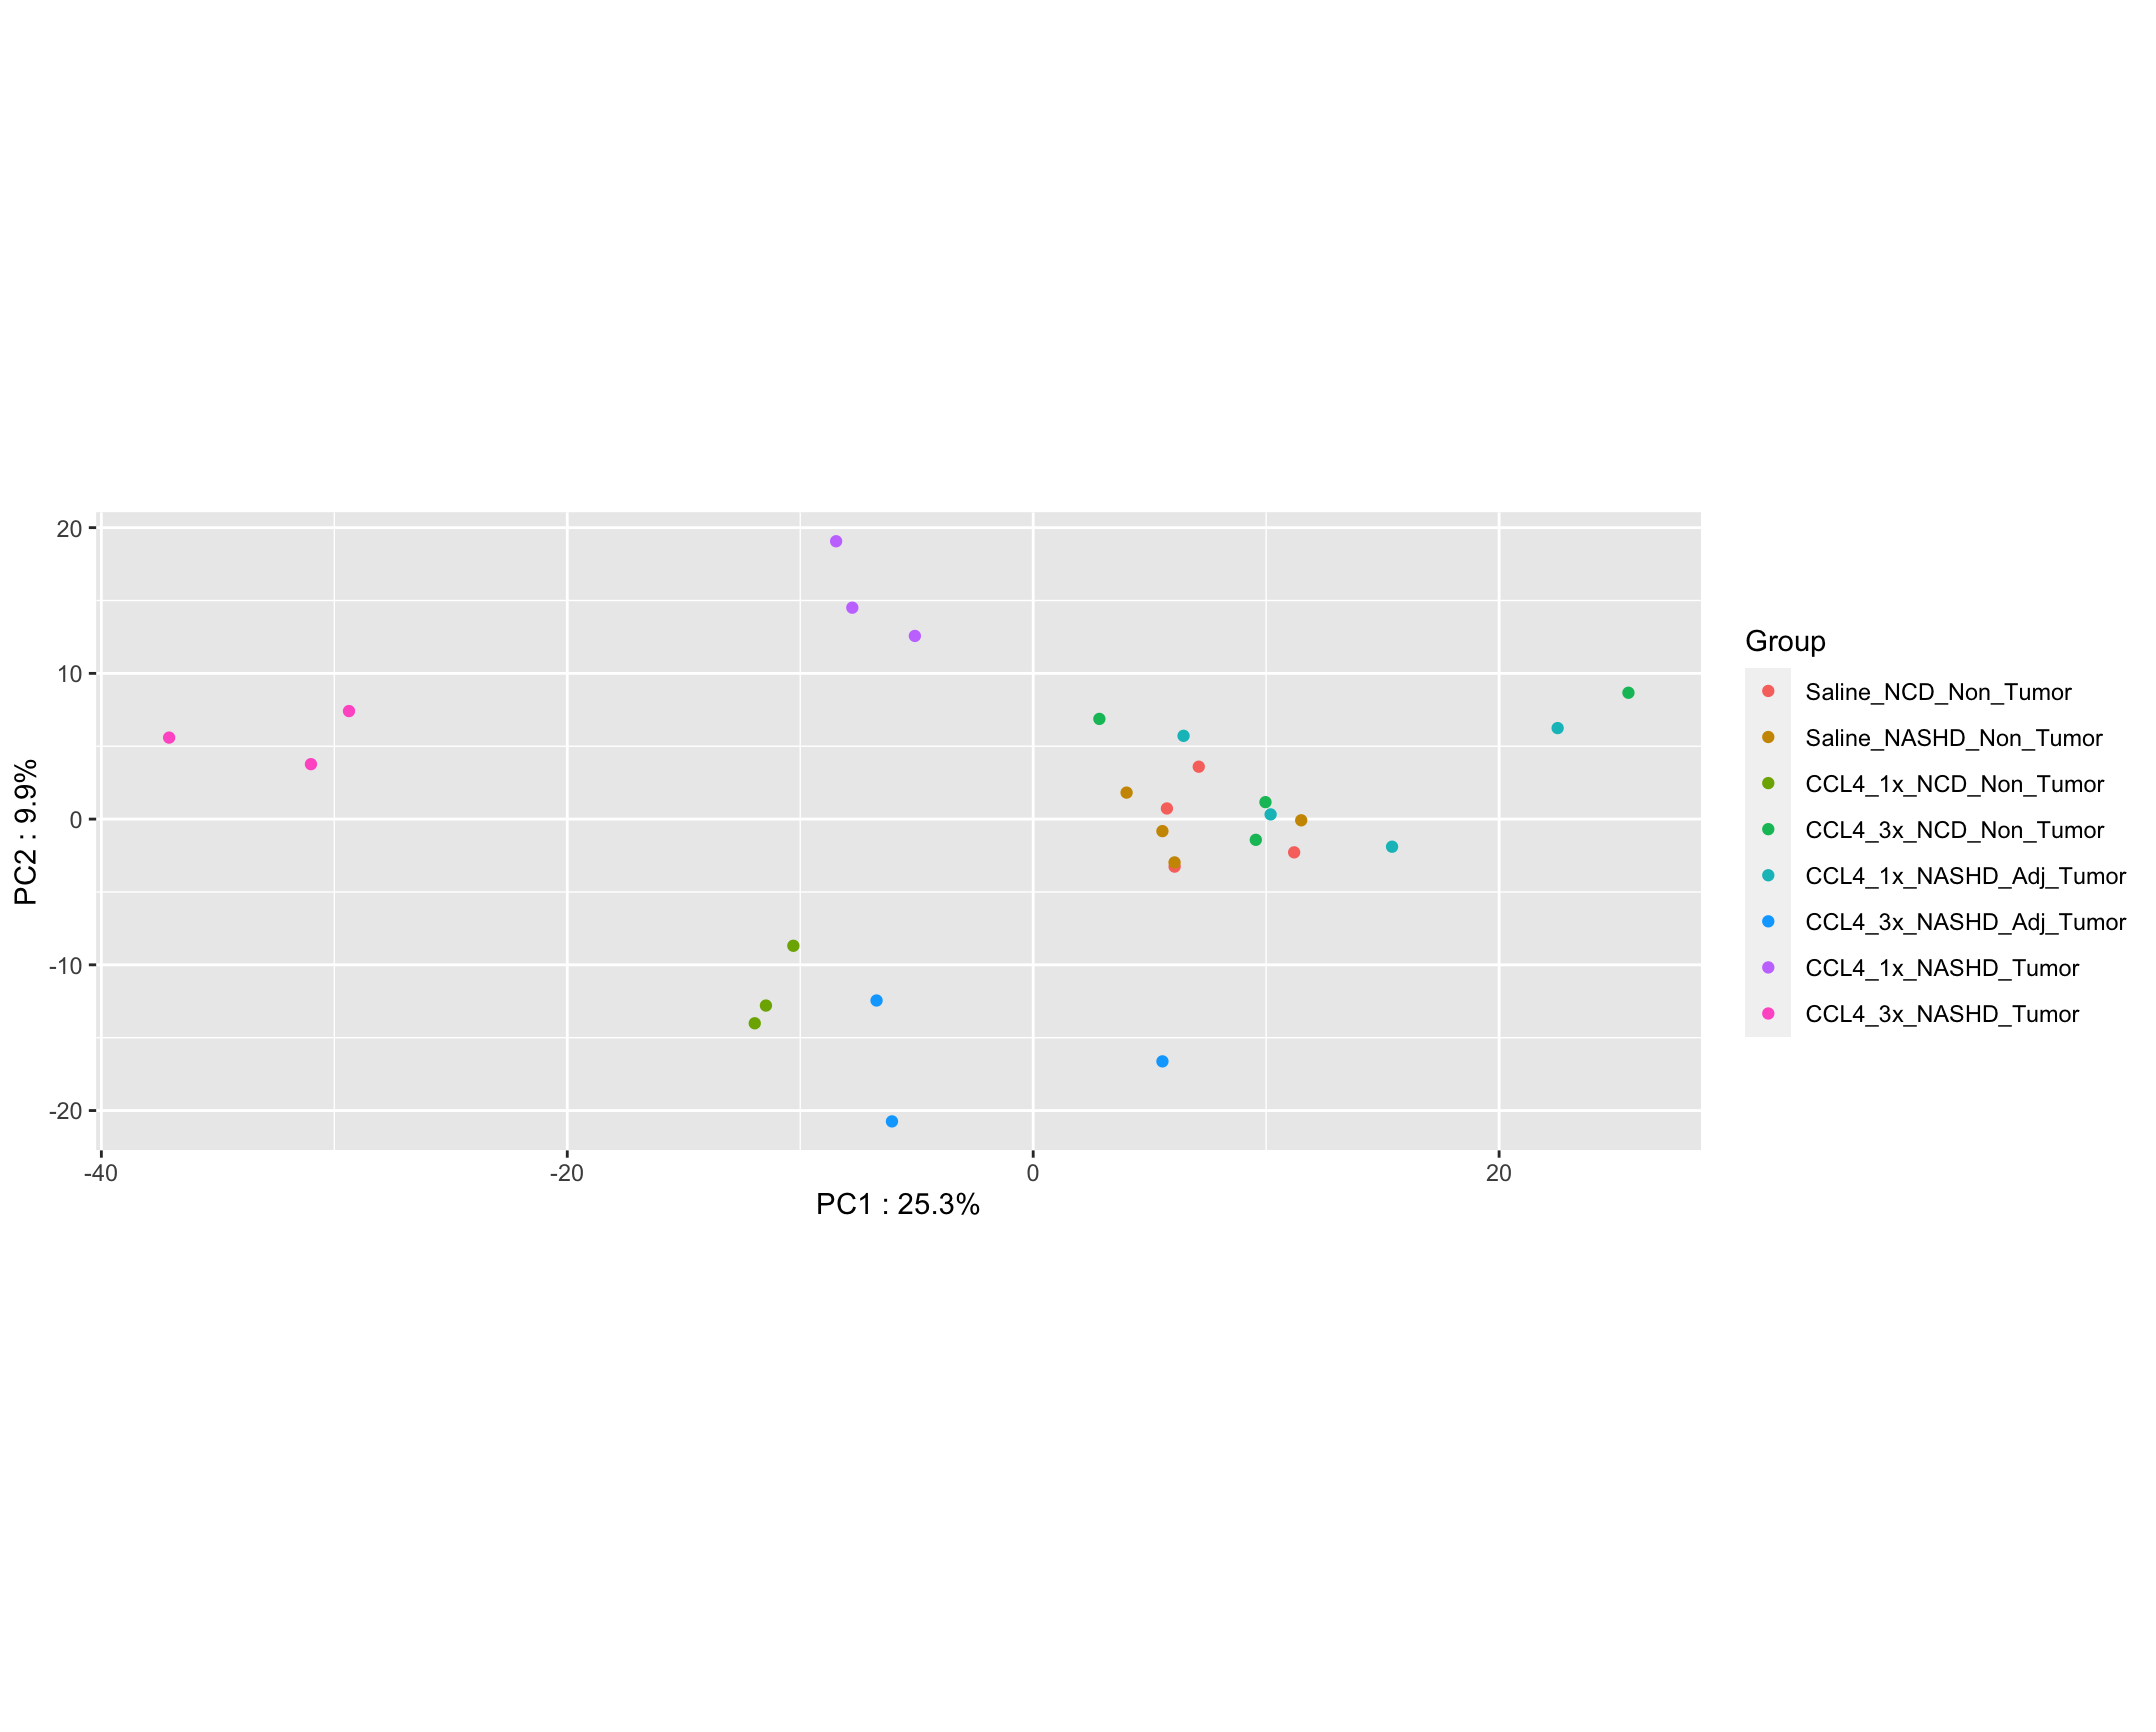 20
10
0
-10
-20
PC2 : 9.9%
-40
-20
0
20
PC1 : 25.3%
Group
Saline_NCD_Non_Tumor
Saline_NASHD_Non_Tumor
CCL4_1x_NCD_Non_Tumor
CCL4_3x_NCD_Non_Tumor
CCL4_1x_NASHD_Adj_Tumor
CCL4_3x_NASHD_Adj_Tumor
CCL4_1x_NASHD_Tumor
CCL4_3x_NASHD_Tumor